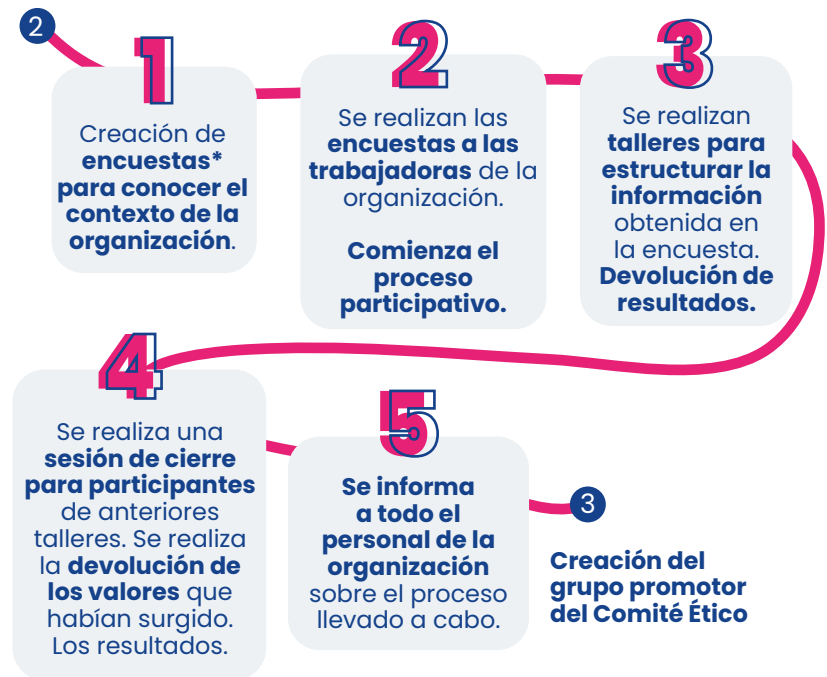 2
1
Creación de
encuestas*
para conocer el
contexto de la
organización.
2
Se realizan las
encuestas a las
trabajadoras de la
organización.
Comienza el
proceso
participativo.
3
Se realizan
talleres para
estructurar la
información
obtenida en
la encuesta.
Devolución de
resultados.
4
Se realiza una
sesión de cierre
para participantes
de anteriores
talleres. Se realiza
la devolución de
los valores que
habían surgido.
Los resultados.
5
Se informa
a todo el
personal de la
organización
sobre el proceso
llevado a cabo.
3
Creación del
grupo promotor
del Comité Ético